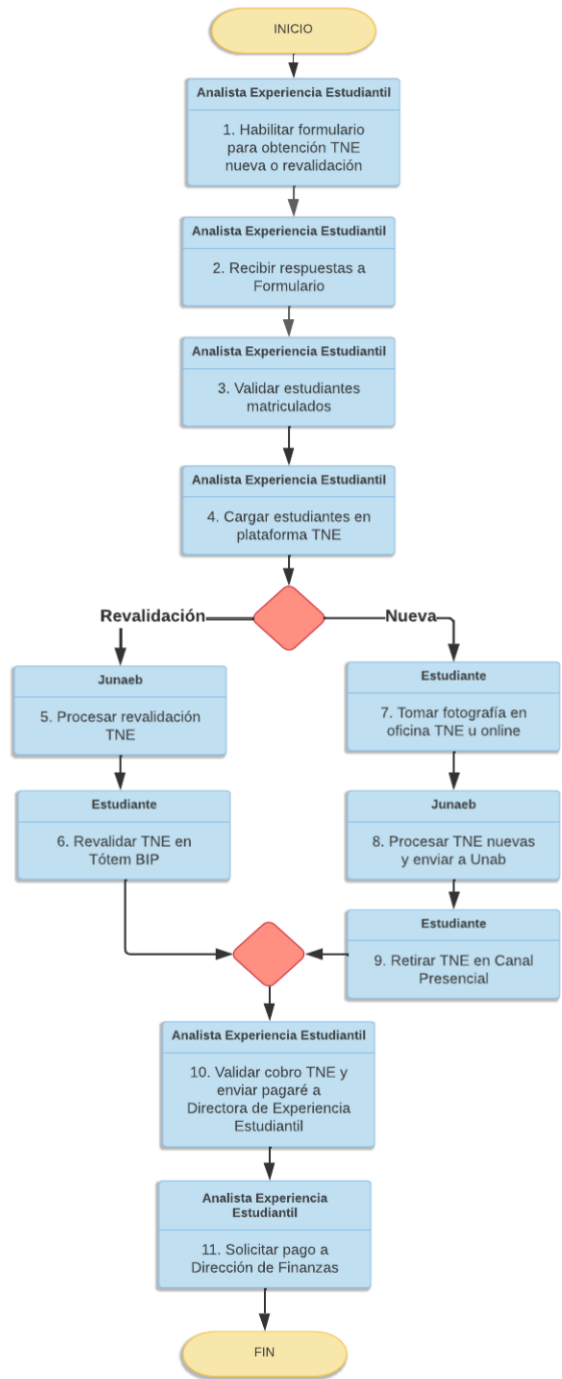 INICIO
Analista Experiencia Estudiantil
1. Habilitar formulario
para obtención TNE
nueva o revalidación
Analista Experiencia Estudiantil
2. Recibir respuestas a
Formulario
Analista Experiencia Estudiantil
3. Validar estudiantes
matriculados
Analista Experiencia Estudiantil
4. Cargar estudiantes en
plataforma TNE
Revalidación
Nueva
Junaeb
5. Procesar revalidación
TNE
Estudiante
6. Revalidar TNE en
Tótem BIP
Estudiante
7. Tomar fotografía en
oficina TNE u online
Junaeb
8. Procesar TNE nuevas
y enviar a Unab
Estudiante
9. Retirar TNE en Canal
Presencial
Analista Experiencia Estudiantil
10. Validar cobro TNE y
enviar pagaré a
Directora de Experiencia
Estudiantil
Analista Experiencia
Estudiantil
11. Solicitar pago a
Dirección de Finanzas
FIN